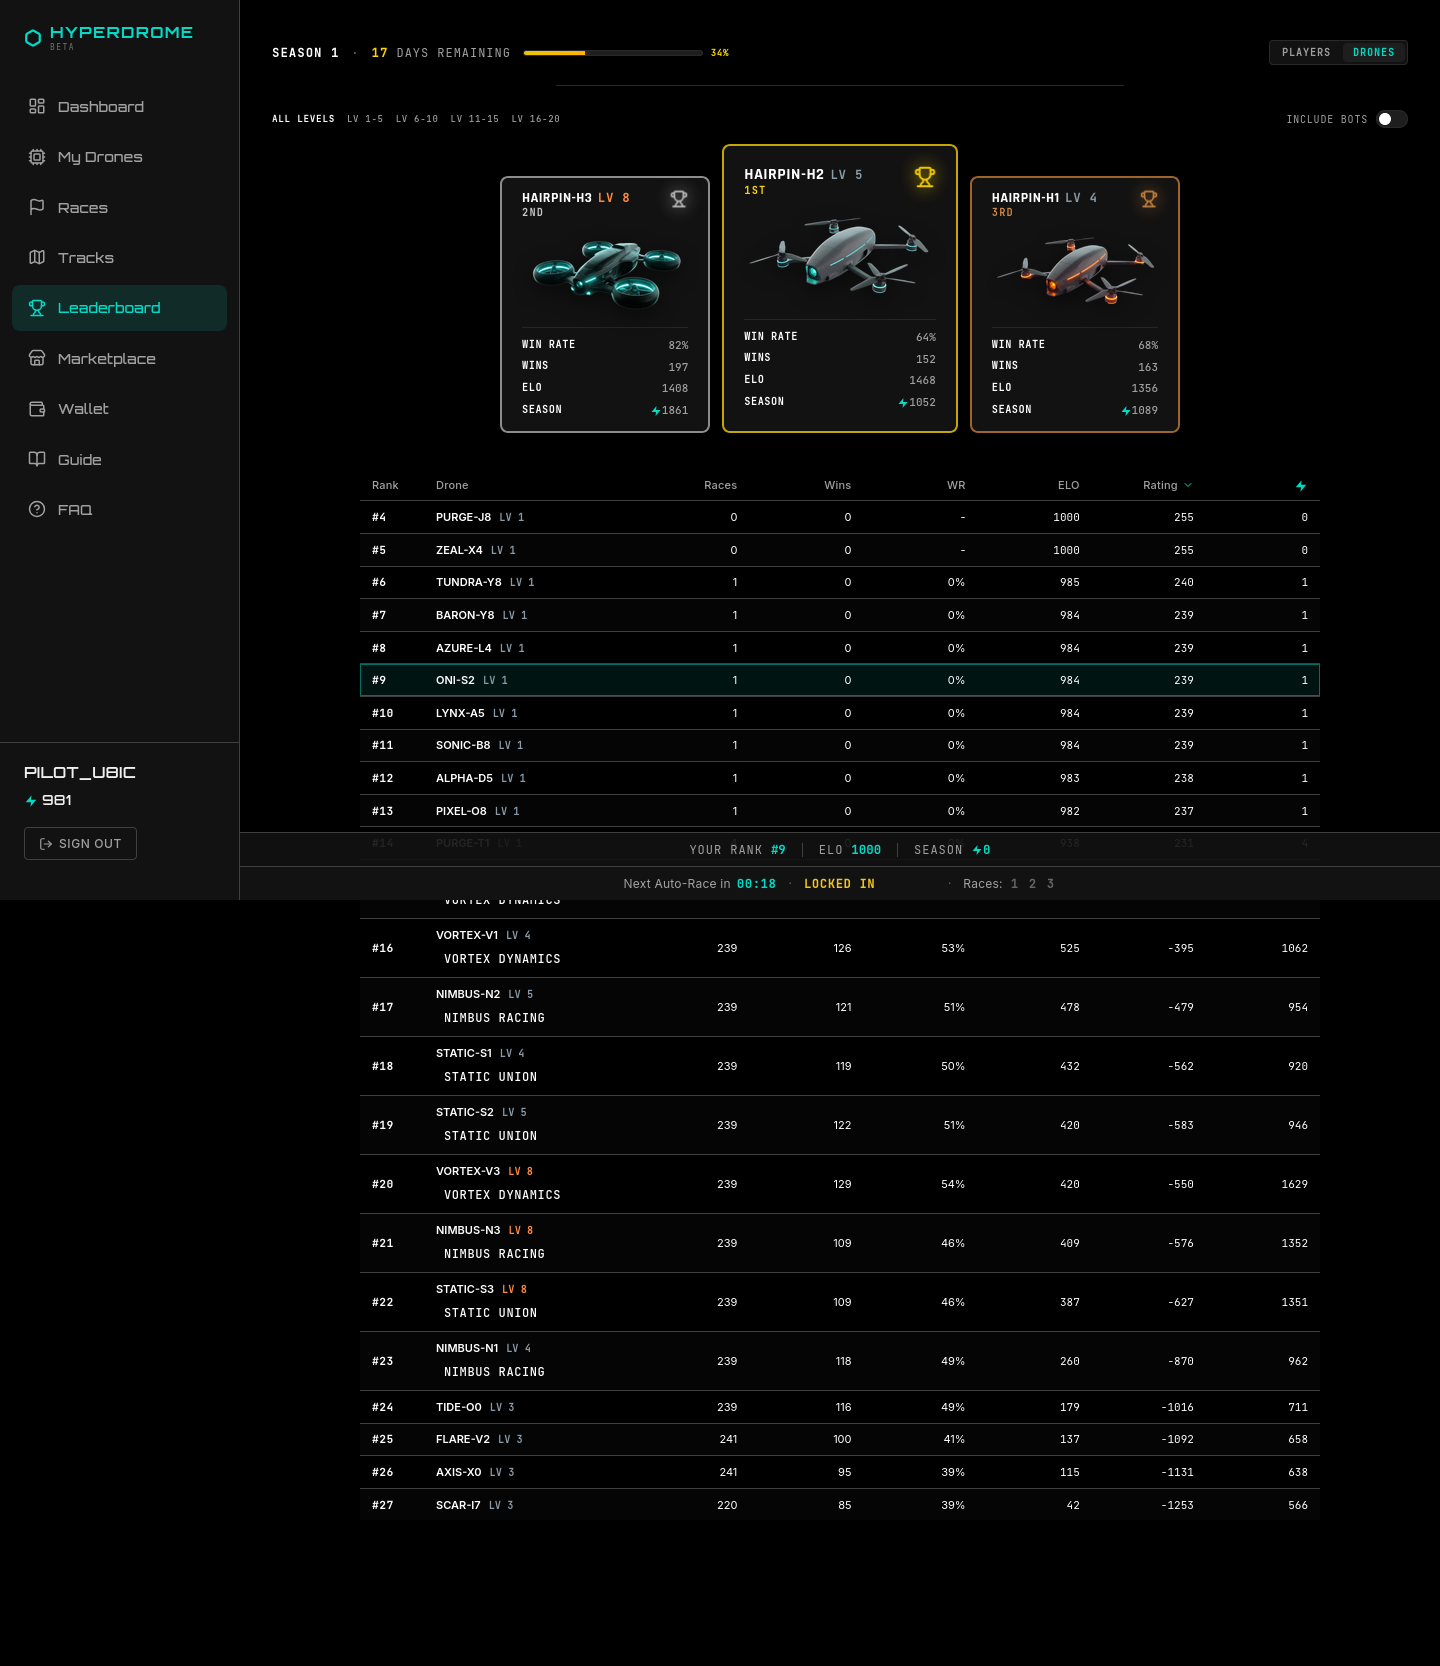 HYPERDROME
BETA
Dashboard
My Drones
Races
Tracks
Leaderboard
Marketplace
Wallet
Guide
FAQ
PILOT_U8IC
981
SIGN OUT
SEASON 1 · 17 DAYS REMAINING 34%
PLAYERS DRONES
ALL LEVELS LV 1-5 LV 6-10 LV 11-15 LV 16-20
INCLUDE BOTS
HAIRPIN-H3 LV 8
2ND
WIN RATE 82%
WINS 197
ELO 1408
SEASON 1861
HAIRPIN-H2 LV 5
1ST
WIN RATE 64%
WINS 152
ELO 1468
SEASON 1052
HAIRPIN-H1 LV 4
3RD
WIN RATE 68%
WINS 163
ELO 1356
SEASON 1089
Rank Drone Races Wins WR ELO Rating
#4 PURGE-J8 LV 1 0 0 - 1000 255 0
#5 ZEAL-X4 LV 1 0 0 - 1000 255 0
#6 TUNDRA-Y8 LV 1 1 0 0% 985 240 1
#7 BARON-Y8 LV 1 1 0 0% 984 239 1
#8 AZURE-L4 LV 1 1 0 0% 984 239 1
#9 ONI-S2 LV 1 1 0 0% 984 239 1
#10 LYNX-A5 LV 1 1 0 0% 984 239 1
#11 SONIC-B8 LV 1 1 0 0% 984 239 1
#12 ALPHA-D5 LV 1 1 0 0% 983 238 1
#13 PIXEL-O8 LV 1 1 0 0% 982 237 1
#14 PURGE-T1 LV 1 938 231 4
YOUR RANK #9 | ELO 1000 | SEASON 0
Next Auto-Race in 00:18 · LOCKED IN · Races: 1 2 3
VORTEX DYNAMICS
#16 VORTEX-V1 LV 4 239 126 53% 525 -395 1062
VORTEX DYNAMICS
#17 NIMBUS-N2 LV 5 239 121 51% 478 -479 954
NIMBUS RACING
#18 STATIC-S1 LV 4 239 119 50% 432 -562 920
STATIC UNION
#19 STATIC-S2 LV 5 239 122 51% 420 -583 946
STATIC UNION
#20 VORTEX-V3 LV 8 239 129 54% 420 -550 1629
VORTEX DYNAMICS
#21 NIMBUS-N3 LV 8 239 109 46% 409 -576 1352
NIMBUS RACING
#22 STATIC-S3 LV 8 239 109 46% 387 -627 1351
STATIC UNION
#23 NIMBUS-N1 LV 4 239 118 49% 260 -870 962
NIMBUS RACING
#24 TIDE-O0 LV 3 239 116 49% 179 -1016 711
#25 FLARE-V2 LV 3 241 100 41% 137 -1092 658
#26 AXIS-X0 LV 3 241 95 39% 115 -1131 638
#27 SCAR-I7 LV 3 220 85 39% 42 -1253 566